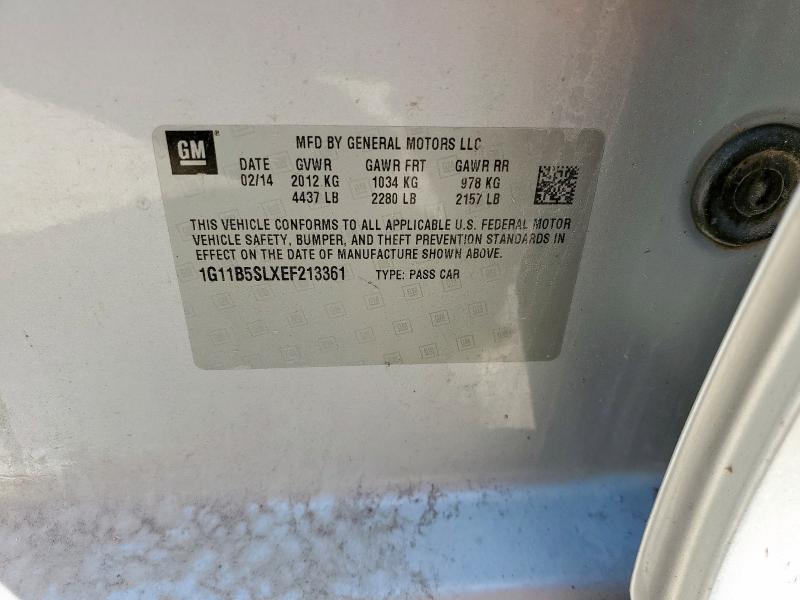 GM
MFD BY GENERAL MOTORS LLC
DATE GVWR GAWR FRT GAWR RR
02/14 2012 KG 1034 KG 978 KG
4437 LB 2280 LB 2157 LB
THIS VEHICLE CONFORMS TO ALL APPLICABLE U.S. FEDERAL MOTOR
VEHICLE SAFETY, BUMPER, AND THEFT PREVENTION STANDARDS IN
EFFECT ON THE DATE OF MANUFACTURE SHOWN ABOVE.
1G11B5SLXEF213361 TYPE: PASS CAR